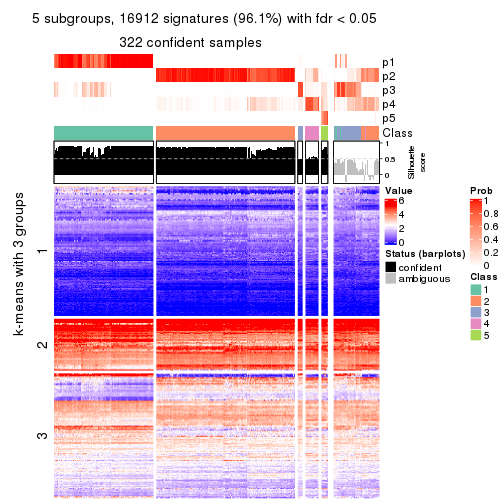 5 subgroups, 16912 signatures (96.1%) with fdr < 0.05
322 confident samples
p1
p2
p3
p4
p5
Class
1
0.5
0
Silhouette
score
k-means with 3 groups
1
2
3
Value
6
4
2
0
Status (barplots)
confident
ambiguous
Prob
1
0.8
0.6
0.4
0.2
0
Class
1
2
3
4
5